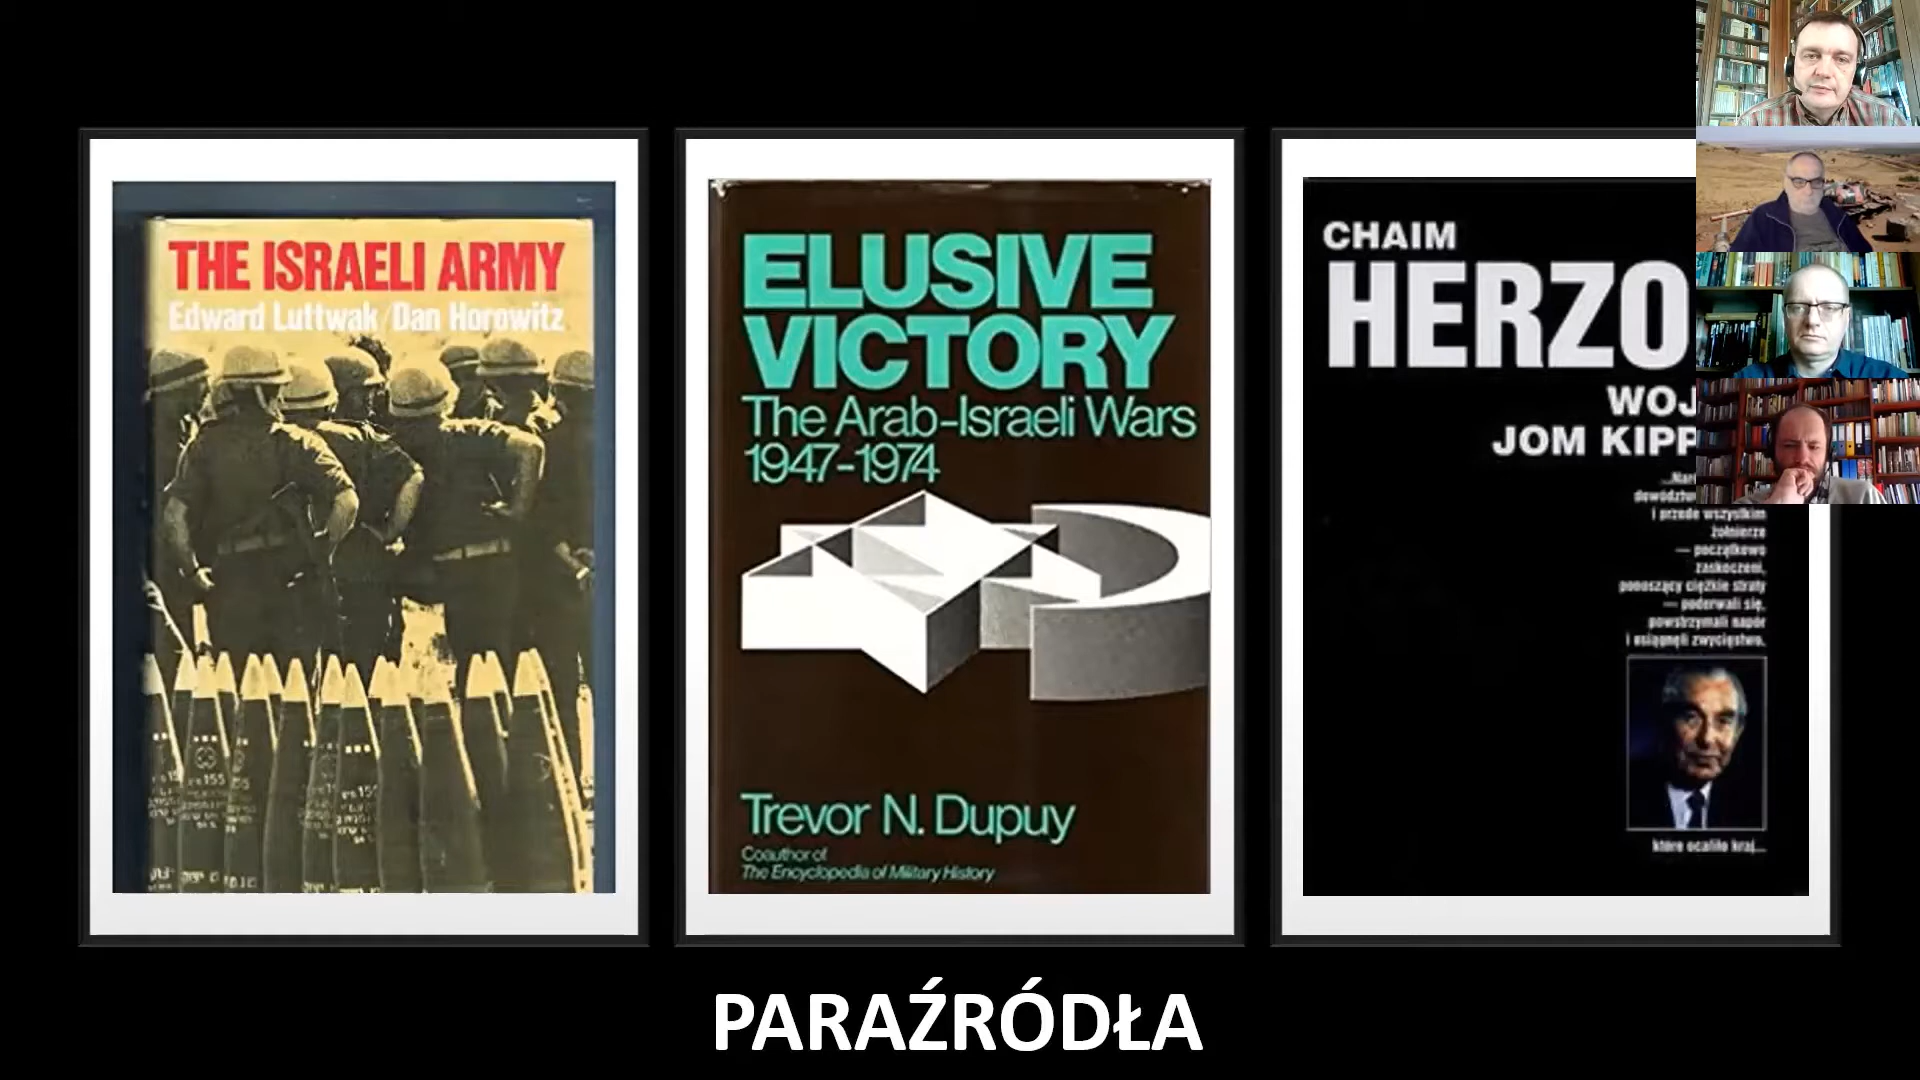 THE ISRAELI ARMY
Edward Luttwak/Dan Horowitz
155
155
ELUSIVE
VICTORY
The Arab-Israeli Wars
1947-1974
Trevor N. Dupuy
Coauthor of
The Encyclopedia of Military History
CHAIM
HERZO
WOJ
JOM KIPP
i przede wszystkim
żołnierze
— początkowo
zaskoczeni,
ponoszący ciężkie straty
— poderwali się,
powstrzymali napór
i osiągnęli zwycięstwo,
które ocaliło kraj...
PARAŹRÓDŁA